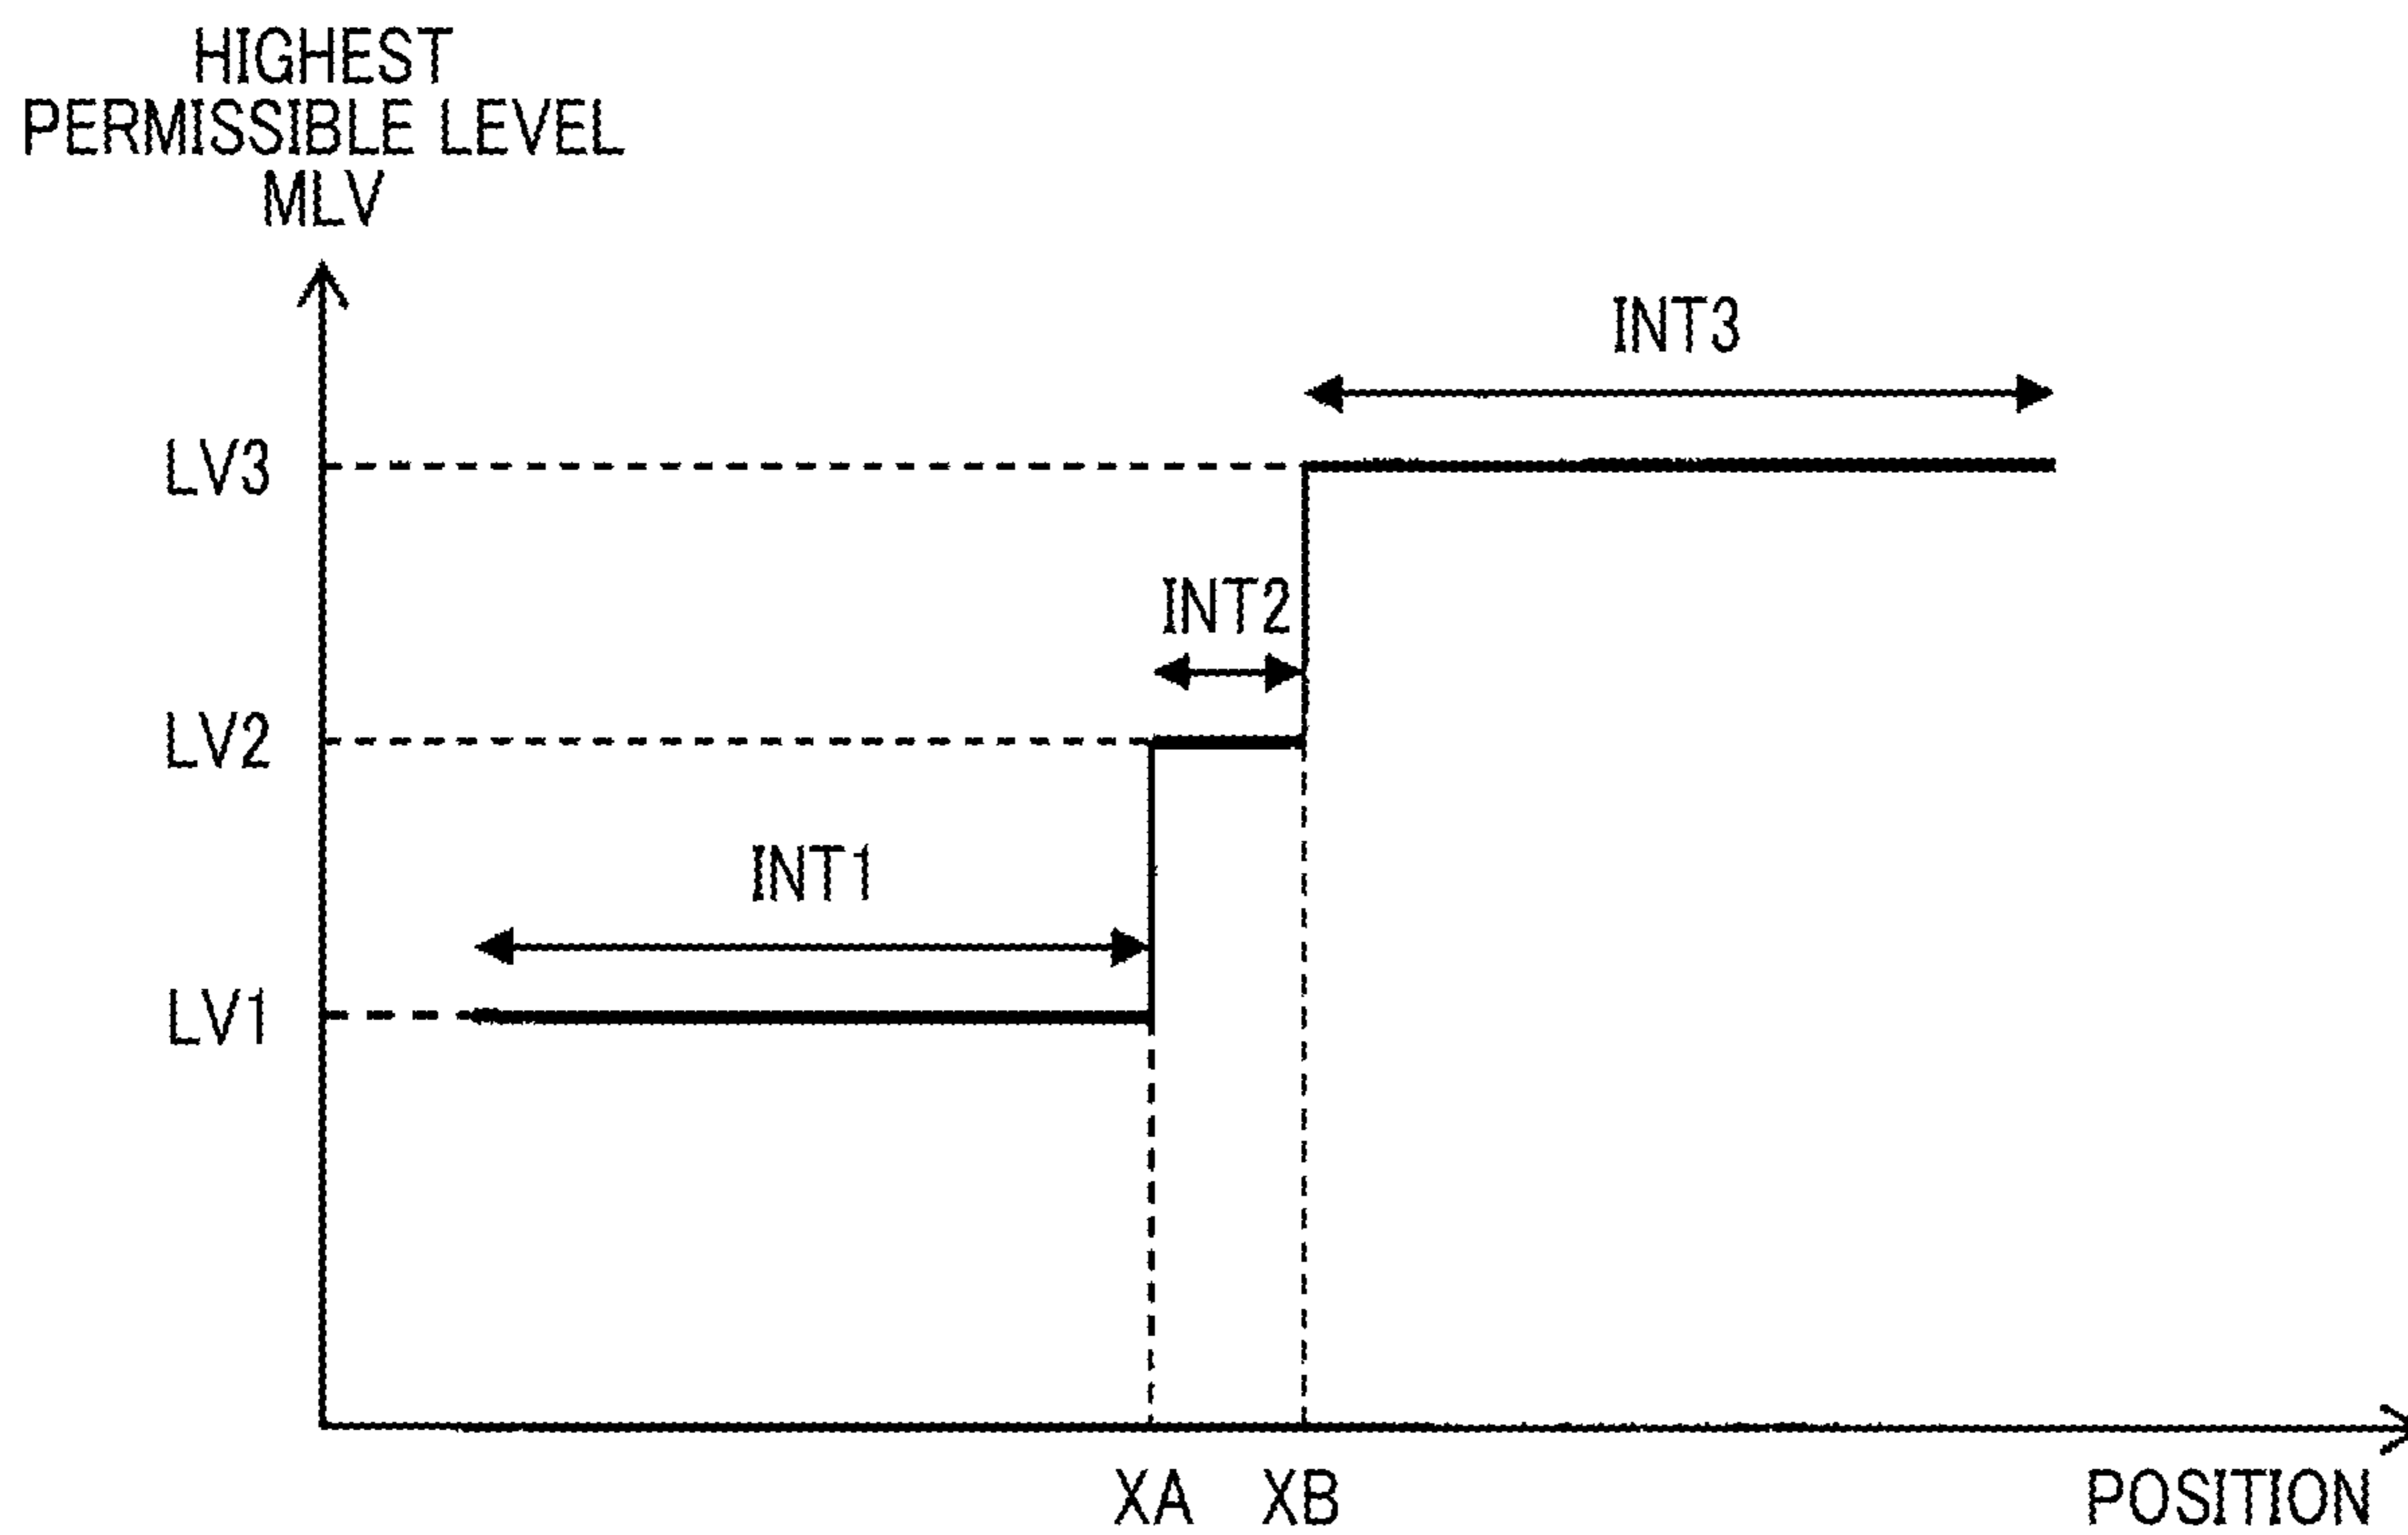 HIGHEST
PERMISSIBLE LEVEL
MLV
INT3
LV3
INT2
LV2
INT1
LV1
XA XB
POSITION